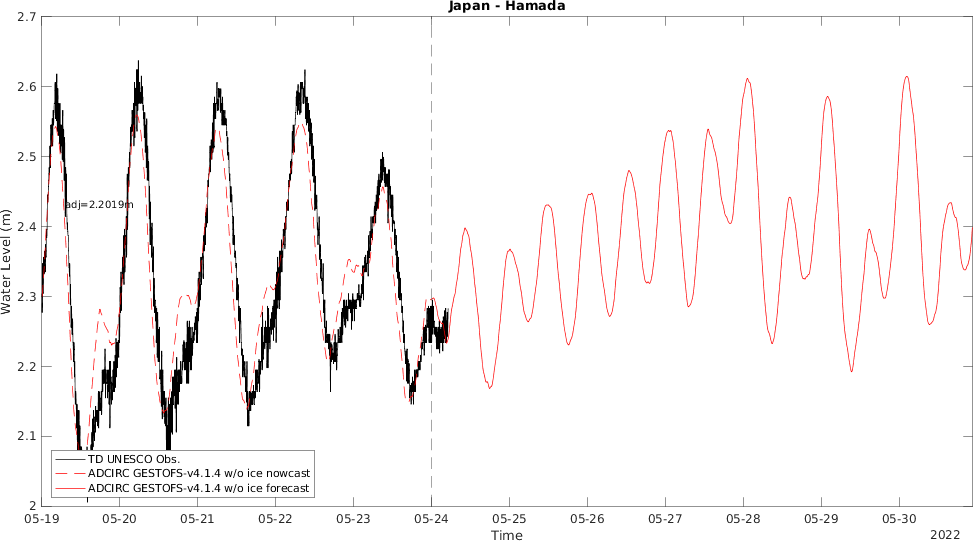 Japan - Hamada
2.7
2.6
2.5
2.4
2.3
2.2
2.1
2
Water Level (m)
adj=2.2019m
TD UNESCO Obs.
ADCIRC GESTOFS-v4.1.4 w/o ice nowcast
ADCIRC GESTOFS-v4.1.4 w/o ice forecast
05-19 05-20 05-21 05-22 05-23 05-24 05-25 05-26 05-27 05-28 05-29 05-30
Time
2022